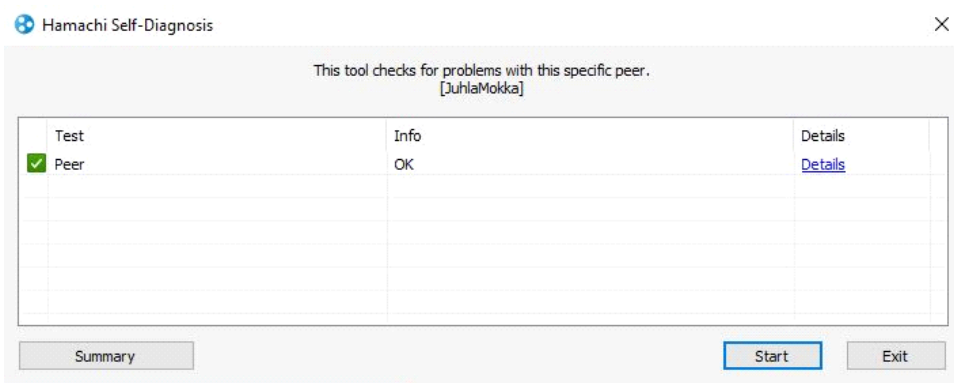 Hamachi Self-Diagnosis
This tool checks for problems with this specific peer.
[JuhlaMokka]
Test Info Details
Peer OK Details
Summary Start Exit